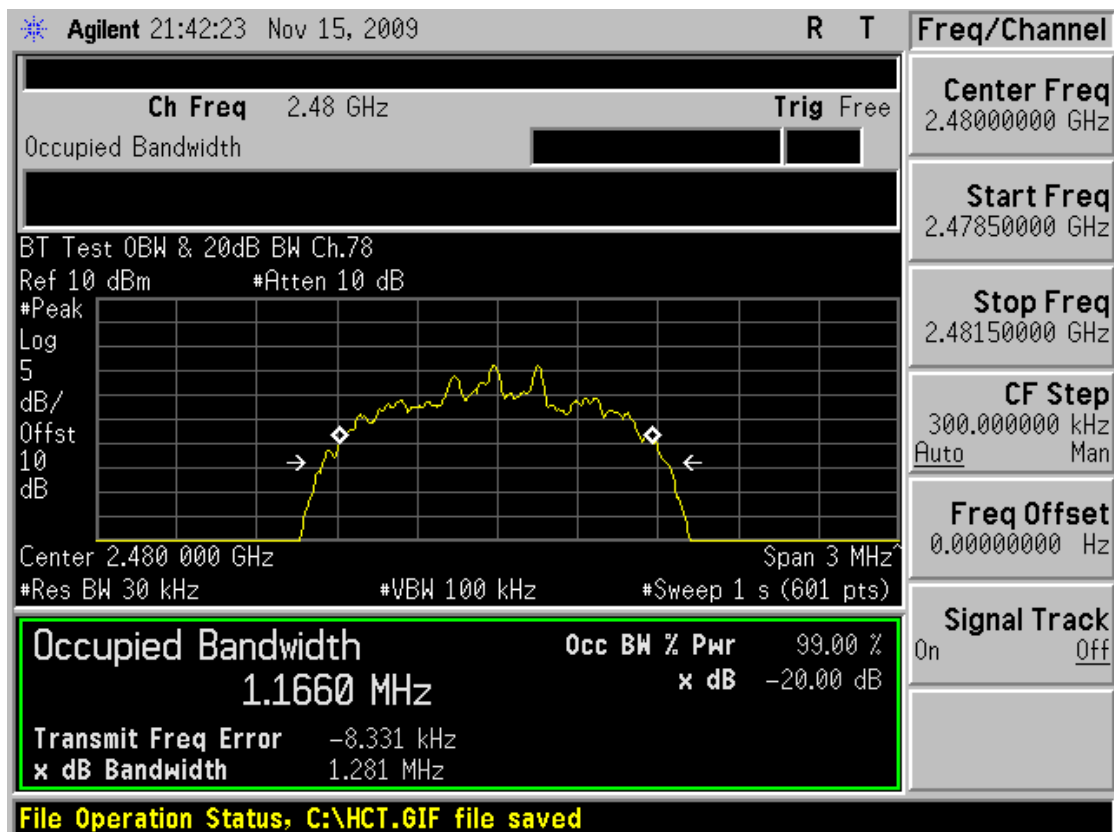 Agilent 21:42:23 Nov 15, 2009 R T
Freq/Channel
Ch Freq 2.48 GHz Trig Free
Occupied Bandwidth
Center Freq
2.48000000 GHz
Start Freq
2.47850000 GHz
Stop Freq
2.48150000 GHz
CF Step
300.000000 kHz
Auto Man
Freq Offset
0.00000000 Hz
Signal Track
On Off
BT Test OBW & 20dB BW Ch.78
Ref 10 dBm #Atten 10 dB
#Peak
Log
5
dB/
Offst
10
dB
Center 2.480 000 GHz Span 3 MHz^
#Res BW 30 kHz #VBW 100 kHz #Sweep 1 s (601 pts)
Occupied Bandwidth
1.1660 MHz
Occ BW % Pwr 99.00 %
x dB -20.00 dB
Transmit Freq Error -8.331 kHz
x dB Bandwidth 1.281 MHz
File Operation Status, C:\HCT.GIF file saved